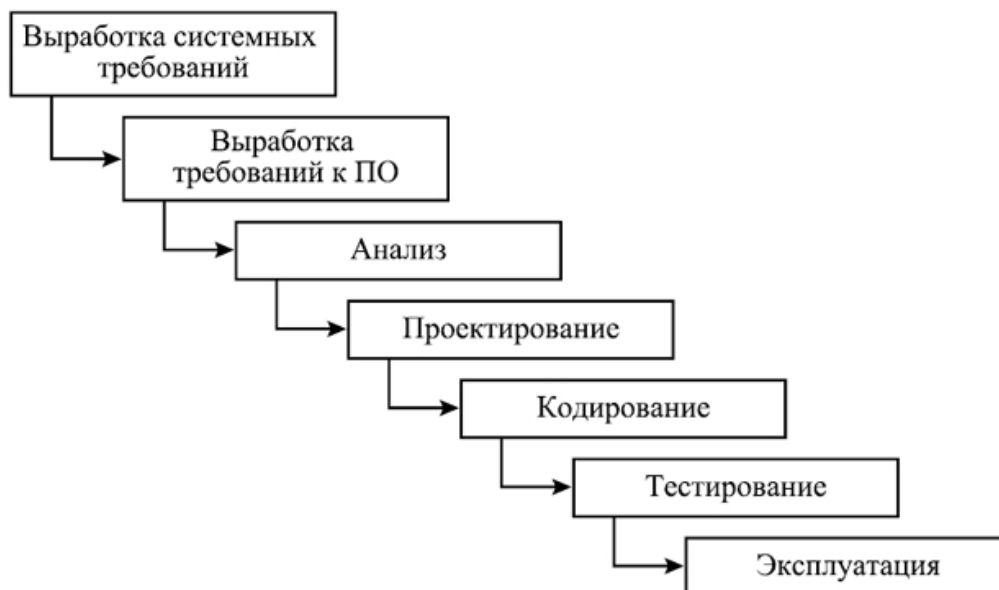 Выработка системных
требований
Выработка
требований к ПО
Анализ
Проектирование
Кодирование
Тестирование
Эксплуатация